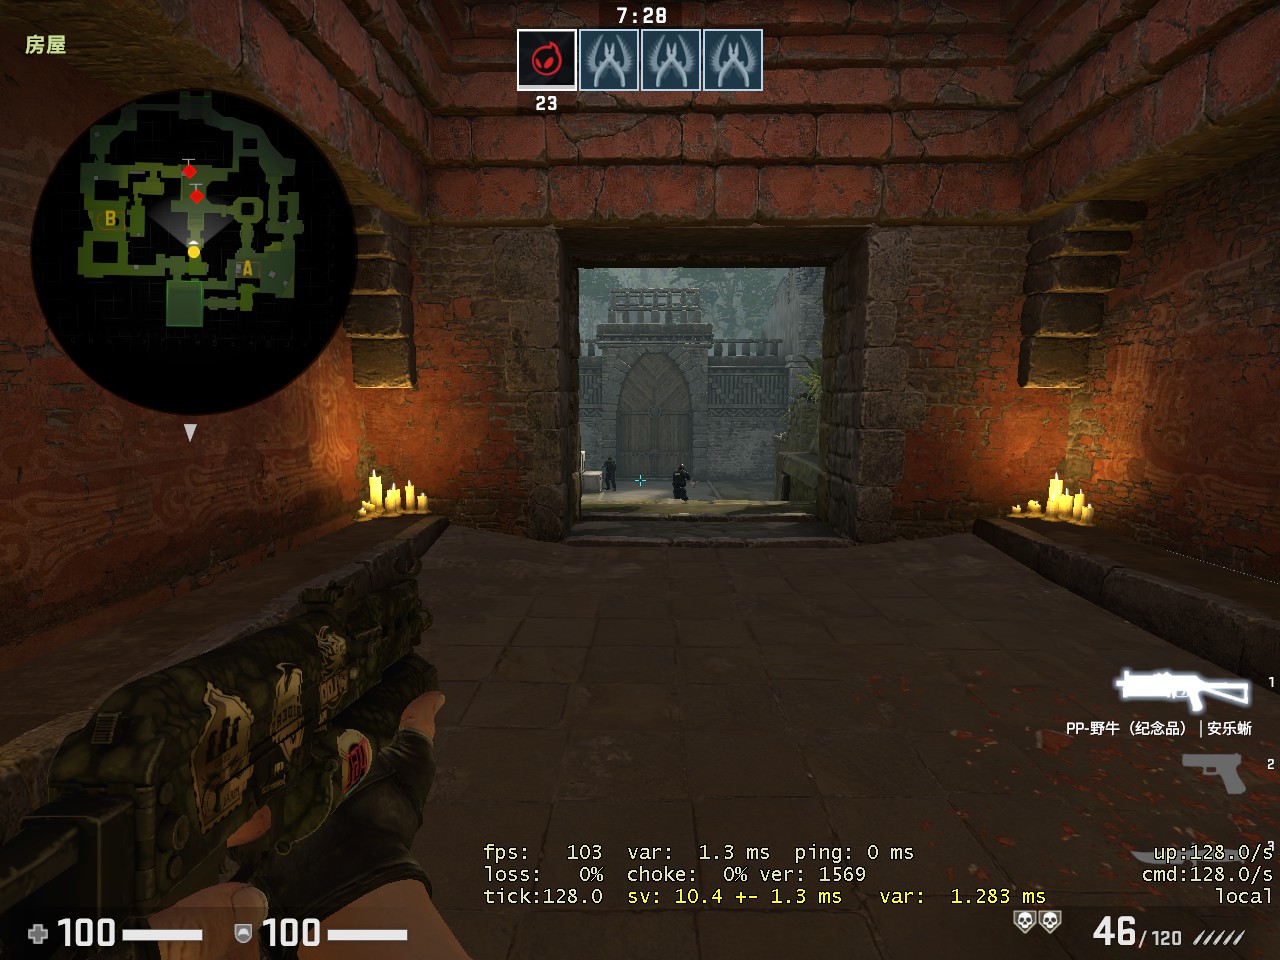 7:28
房屋
23
B
A
1
PP-野牛（纪念品） | 安乐蜥
2
3
fps: 103 var: 1.3 ms ping: 0 ms
up:128.0/s
loss: 0% choke: 0% ver: 1569
cmd:128.0/s
tick:128.0 sv: 10.4 +- 1.3 ms var: 1.283 ms
local
100
100
46/120